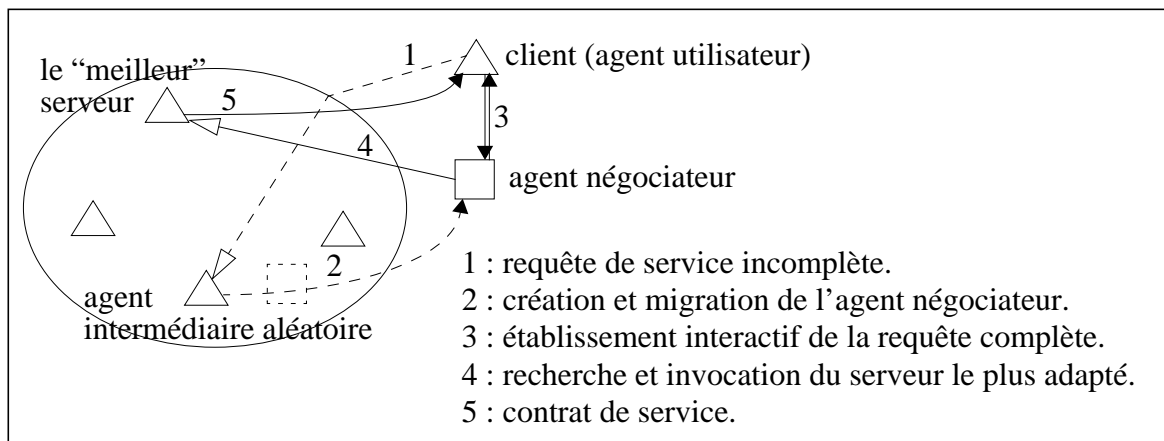 1
client (agent utilisateur)
le “meilleur”
serveur
5
3
4
agent négociateur
2
agent
intermédiaire aléatoire
1 : requête de service incomplète.
2 : création et migration de l’agent négociateur.
3 : établissement interactif de la requête complète.
4 : recherche et invocation du serveur le plus adapté.
5 : contrat de service.